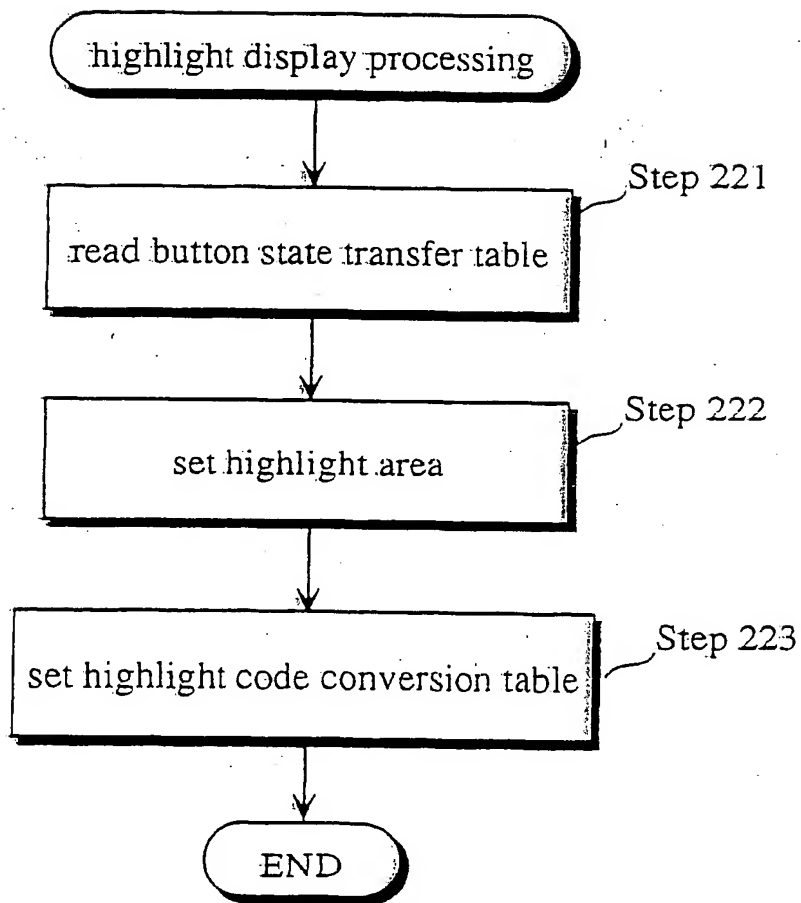 highlight display processing
Step 221
read button state transfer table
Step 222
set highlight area
Step 223
set highlight code conversion table
END